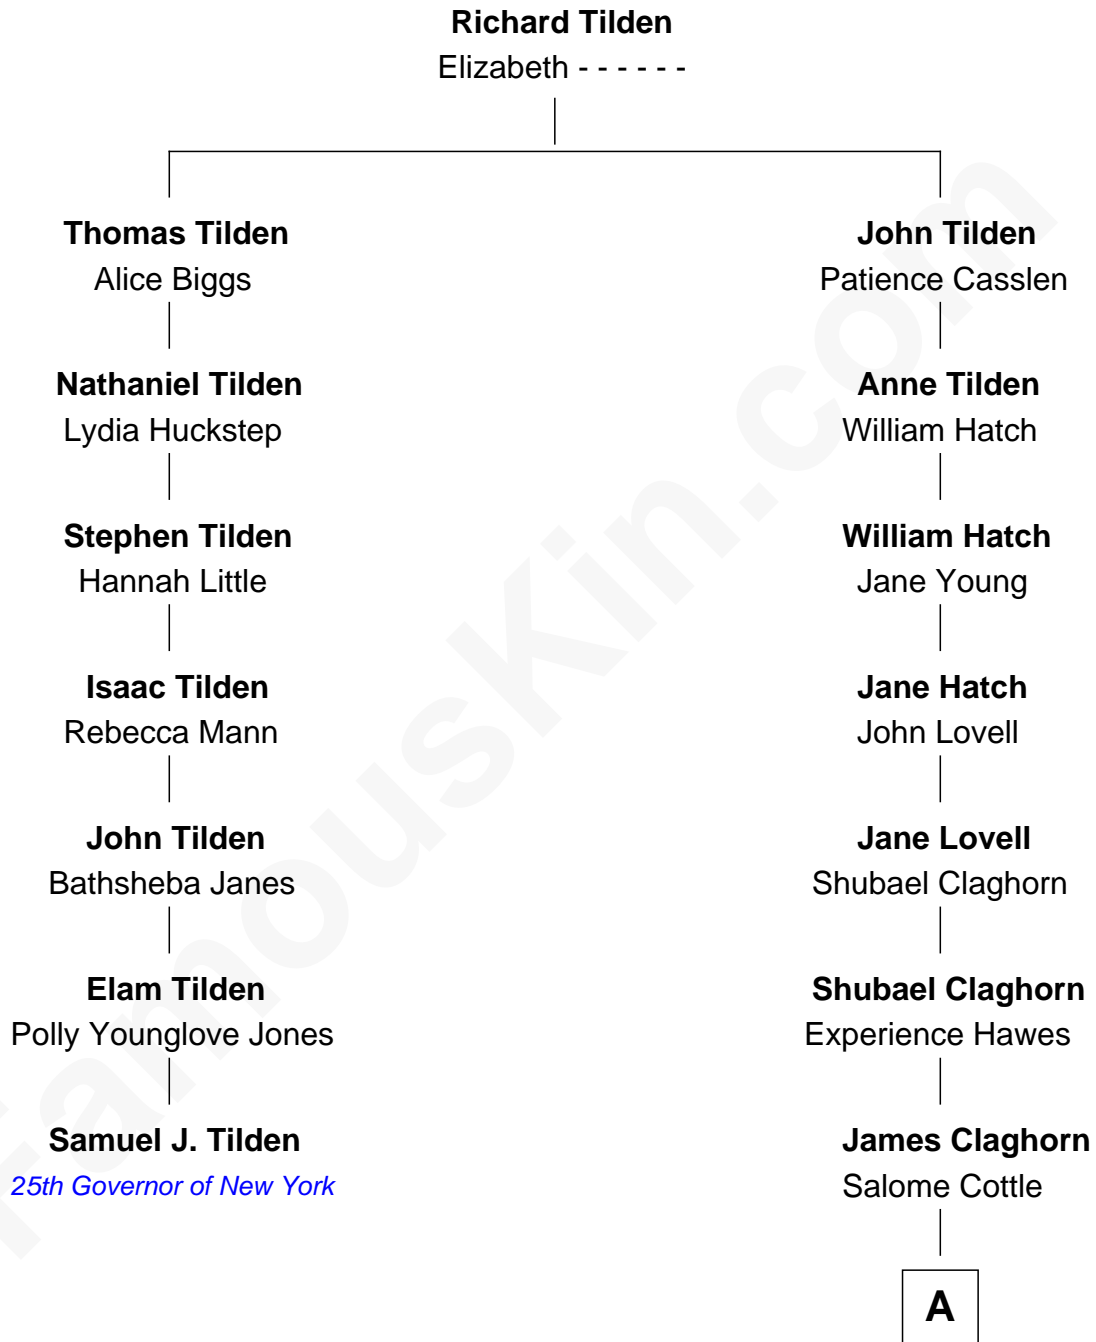 Richard Tilden
Elizabeth - - - - - -
Thomas Tilden
Alice Biggs
John Tilden
Patience Casslen
Nathaniel Tilden
Lydia Huckstep
Anne Tilden
William Hatch
Stephen Tilden
Hannah Little
William Hatch
Jane Young
Isaac Tilden
Rebecca Mann
Jane Hatch
John Lovell
John Tilden
Bathsheba Janes
Jane Lovell
Shubael Claghorn
Elam Tilden
Polly Younglove Jones
Shubael Claghorn
Experience Hawes
Samuel J. Tilden
25th Governor of New York
James Claghorn
Salome Cottle
A
FamousKin.com